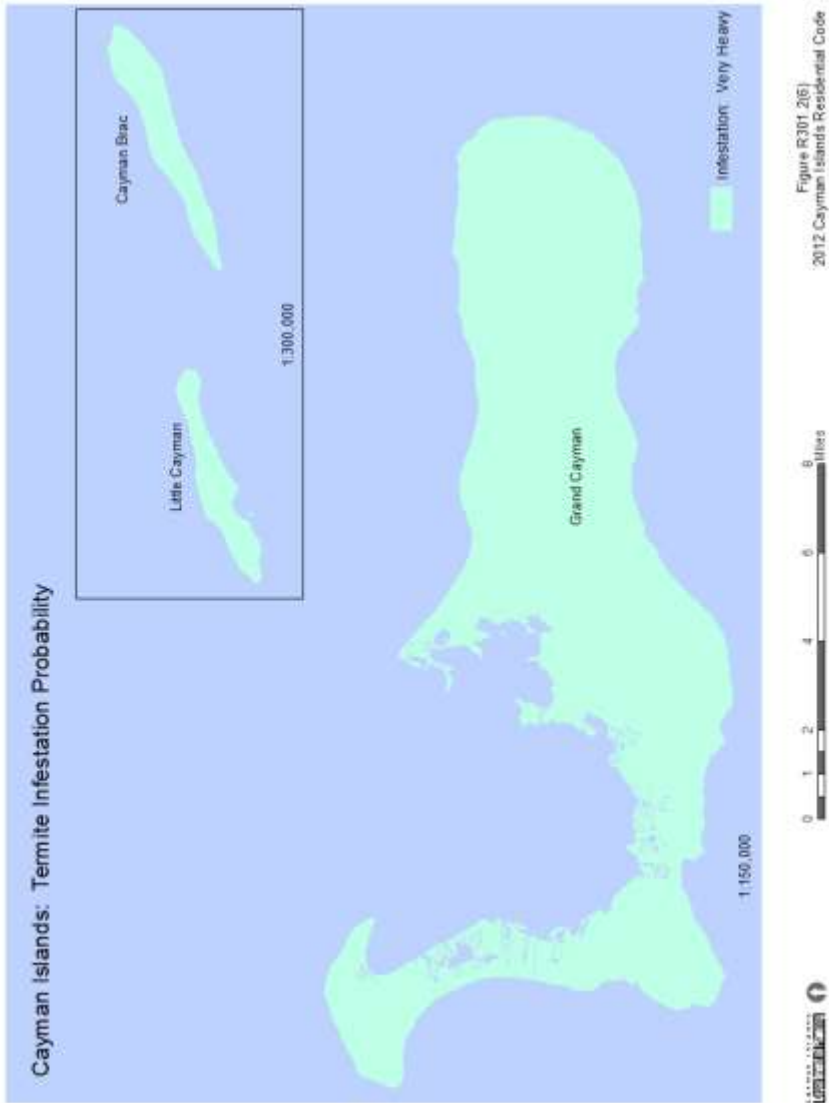 Cayman Islands: Termite Infestation Probability
Cayman Brac
Little Cayman
1:300,000
Grand Cayman
Infestation: Very Heavy
1:150,000
0 1 2 4 6 8
Miles
Figure R301.2(6)
2012 Cayman Islands Residential Code